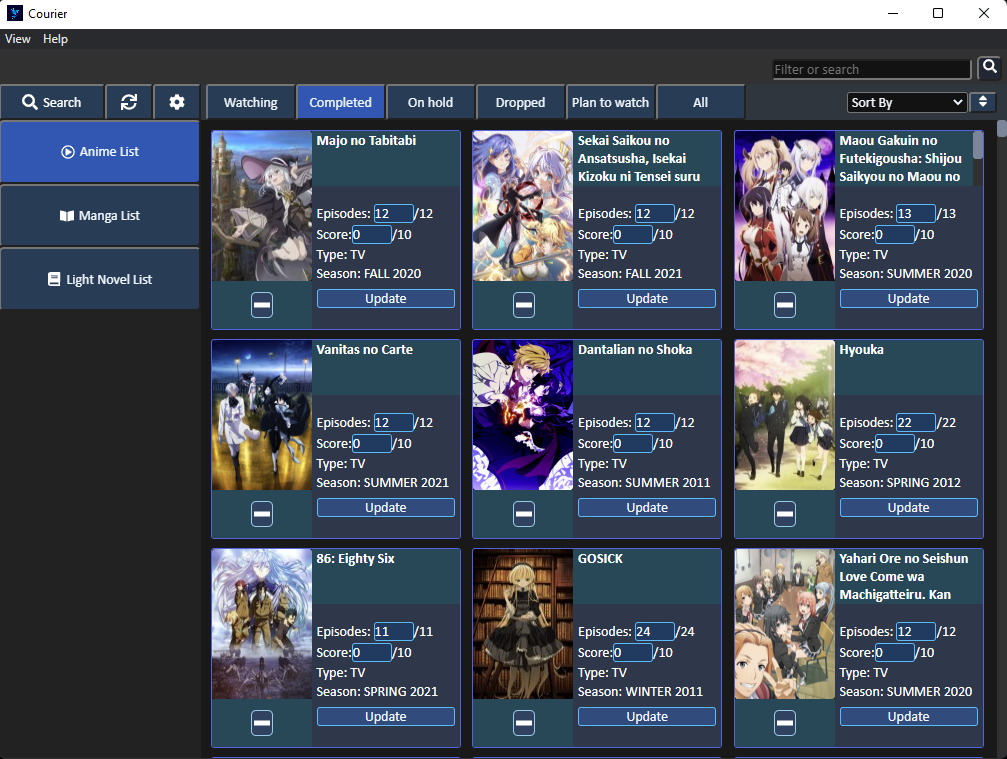 Courier
View Help
Filter or search
Search
Watching
Completed
On hold
Dropped
Plan to watch
All
Sort By
Anime List
Manga List
Light Novel List
Majo no Tabitabi
Episodes: 12/12
Score:0/10
Type: TV
Season: FALL 2020
Update
Sekai Saikou no
Ansatsusha, Isekai
Kizoku ni Tensei suru
Episodes: 12/12
Score:0/10
Type: TV
Season: FALL 2021
Update
Maou Gakuin no
Futekigousha: Shijou
Saikyou no Maou no
Episodes: 13/13
Score:0/10
Type: TV
Season: SUMMER 2020
Update
Vanitas no Carte
Episodes: 12/12
Score:0/10
Type: TV
Season: SUMMER 2021
Update
Dantalian no Shoka
Episodes: 12/12
Score:0/10
Type: TV
Season: SUMMER 2011
Update
Hyouka
Episodes: 22/22
Score:0/10
Type: TV
Season: SPRING 2012
Update
86: Eighty Six
Episodes: 11/11
Score:0/10
Type: TV
Season: SPRING 2021
Update
GOSICK
Episodes: 24/24
Score:0/10
Type: TV
Season: WINTER 2011
Update
Yahari Ore no Seishun
Love Come wa
Machigatteiru. Kan
Episodes: 12/12
Score:0/10
Type: TV
Season: SUMMER 2020
Update